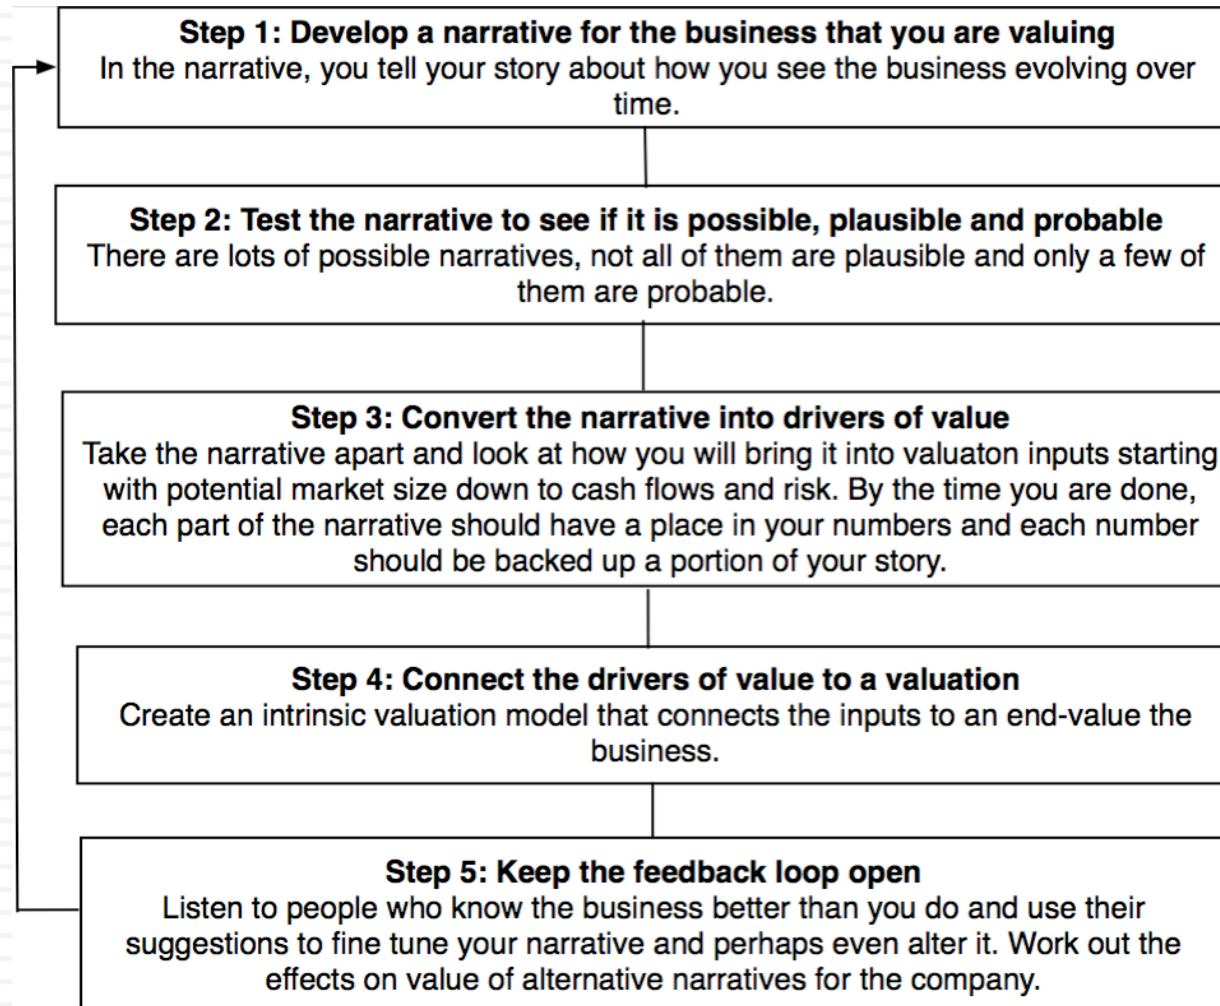 Step 1: Develop a narrative for the business that you are valuing
In the narrative, you tell your story about how you see the business evolving over
time.
Step 2: Test the narrative to see if it is possible, plausible and probable
There are lots of possible narratives, not all of them are plausible and only a few of
them are probable.
Step 3: Convert the narrative into drivers of value
Take the narrative apart and look at how you will bring it into valuaton inputs starting
with potential market size down to cash flows and risk. By the time you are done,
each part of the narrative should have a place in your numbers and each number
should be backed up a portion of your story.
Step 4: Connect the drivers of value to a valuation
Create an intrinsic valuation model that connects the inputs to an end-value the
business.
Step 5: Keep the feedback loop open
Listen to people who know the business better than you do and use their
suggestions to fine tune your narrative and perhaps even alter it. Work out the
effects on value of alternative narratives for the company.